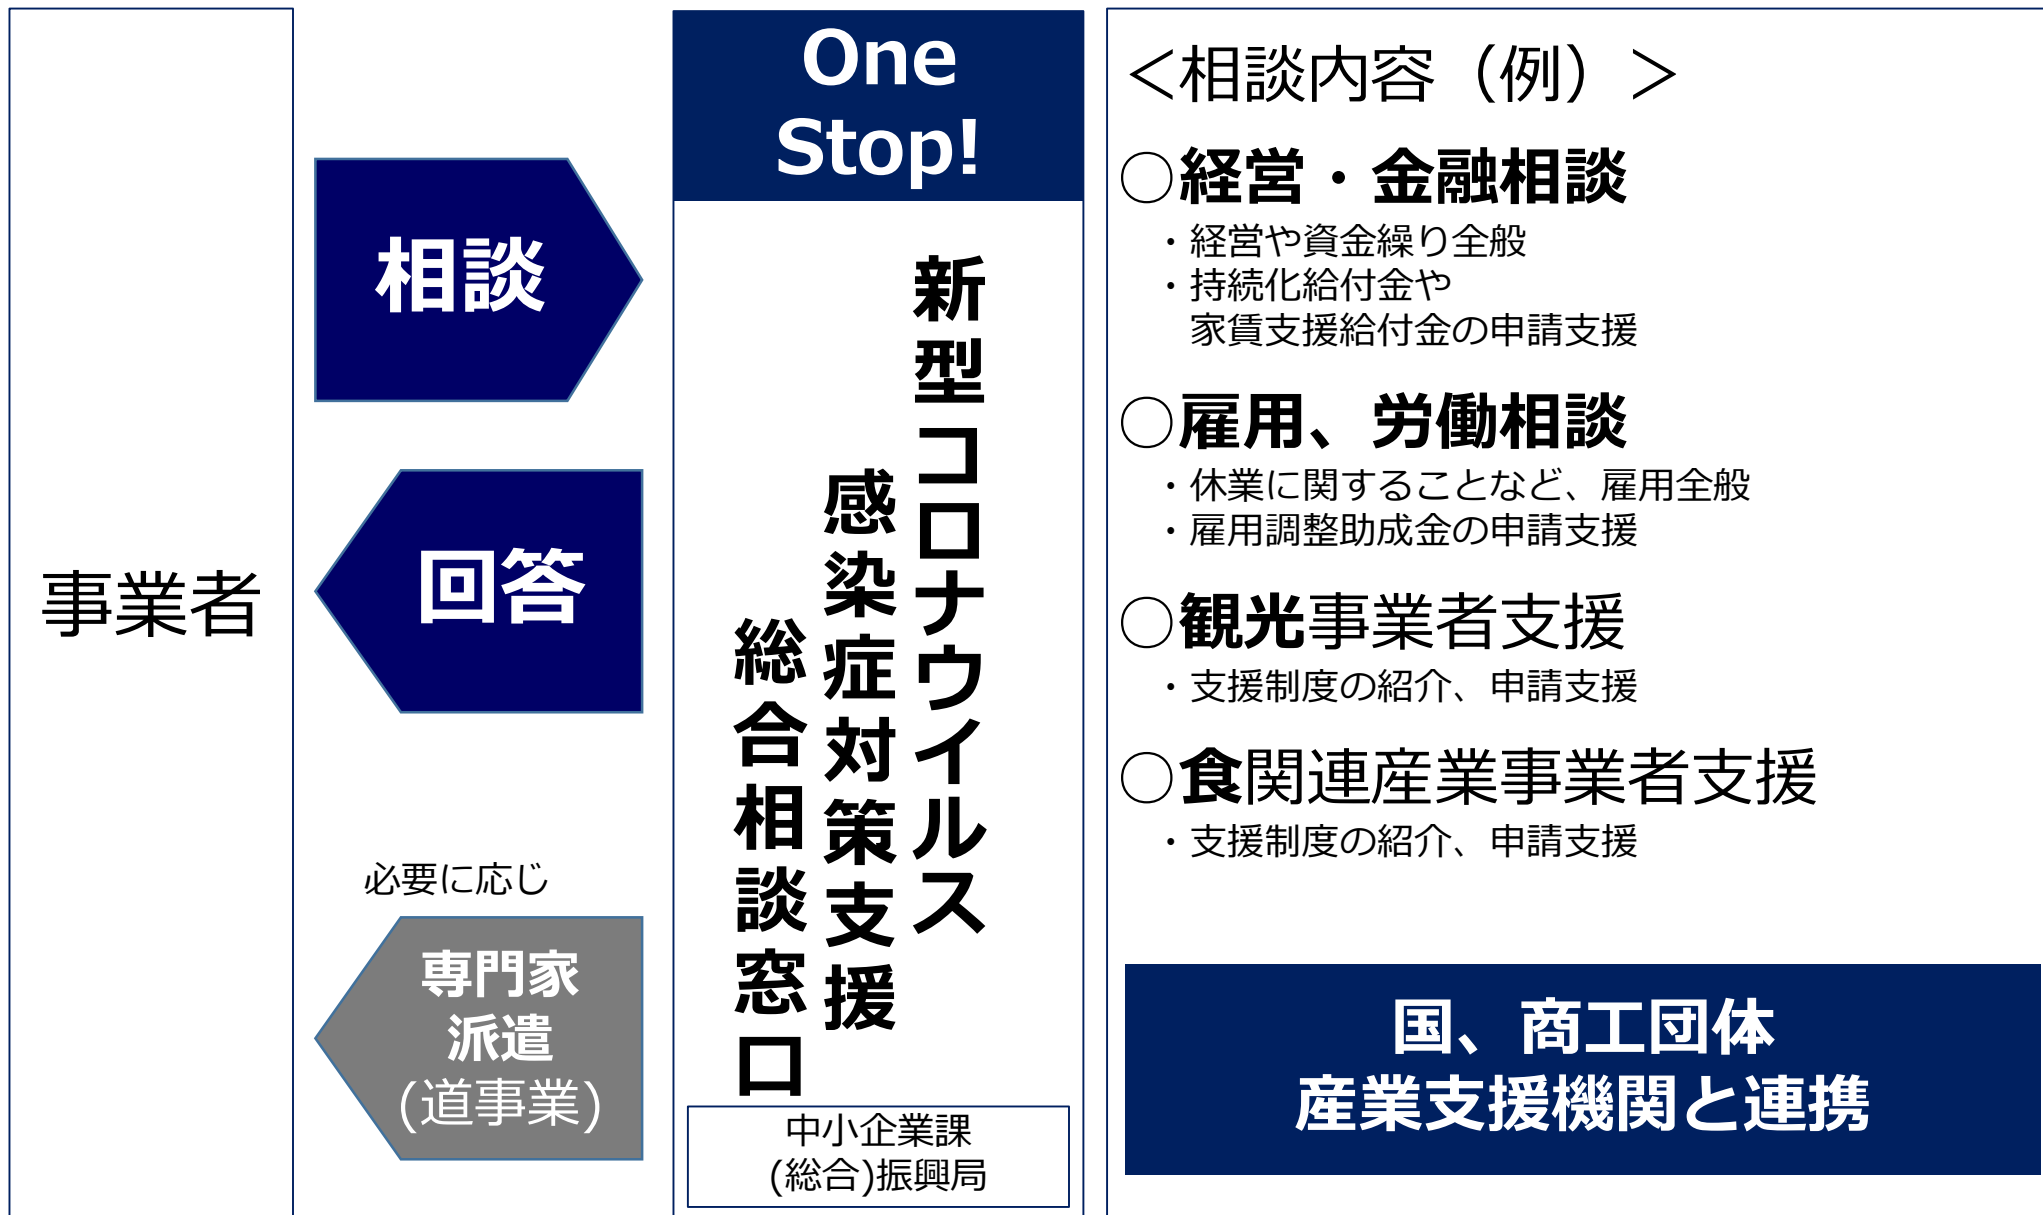 事業者
相談
回答
必要に応じ
専門家
派遣
(道事業)
One
Stop!
新型コロナウイルス
感染症対策支援
総合相談窓口
中小企業課
(総合)振興局
＜相談内容（例）＞
○経営・金融相談
・経営や資金繰り全般
・持続化給付金や
家賃支援給付金の申請支援
○雇用、労働相談
・休業に関することなど、雇用全般
・雇用調整助成金の申請支援
○観光事業者支援
・支援制度の紹介、申請支援
○食関連産業事業者支援
・支援制度の紹介、申請支援
国、商工団体
産業支援機関と連携